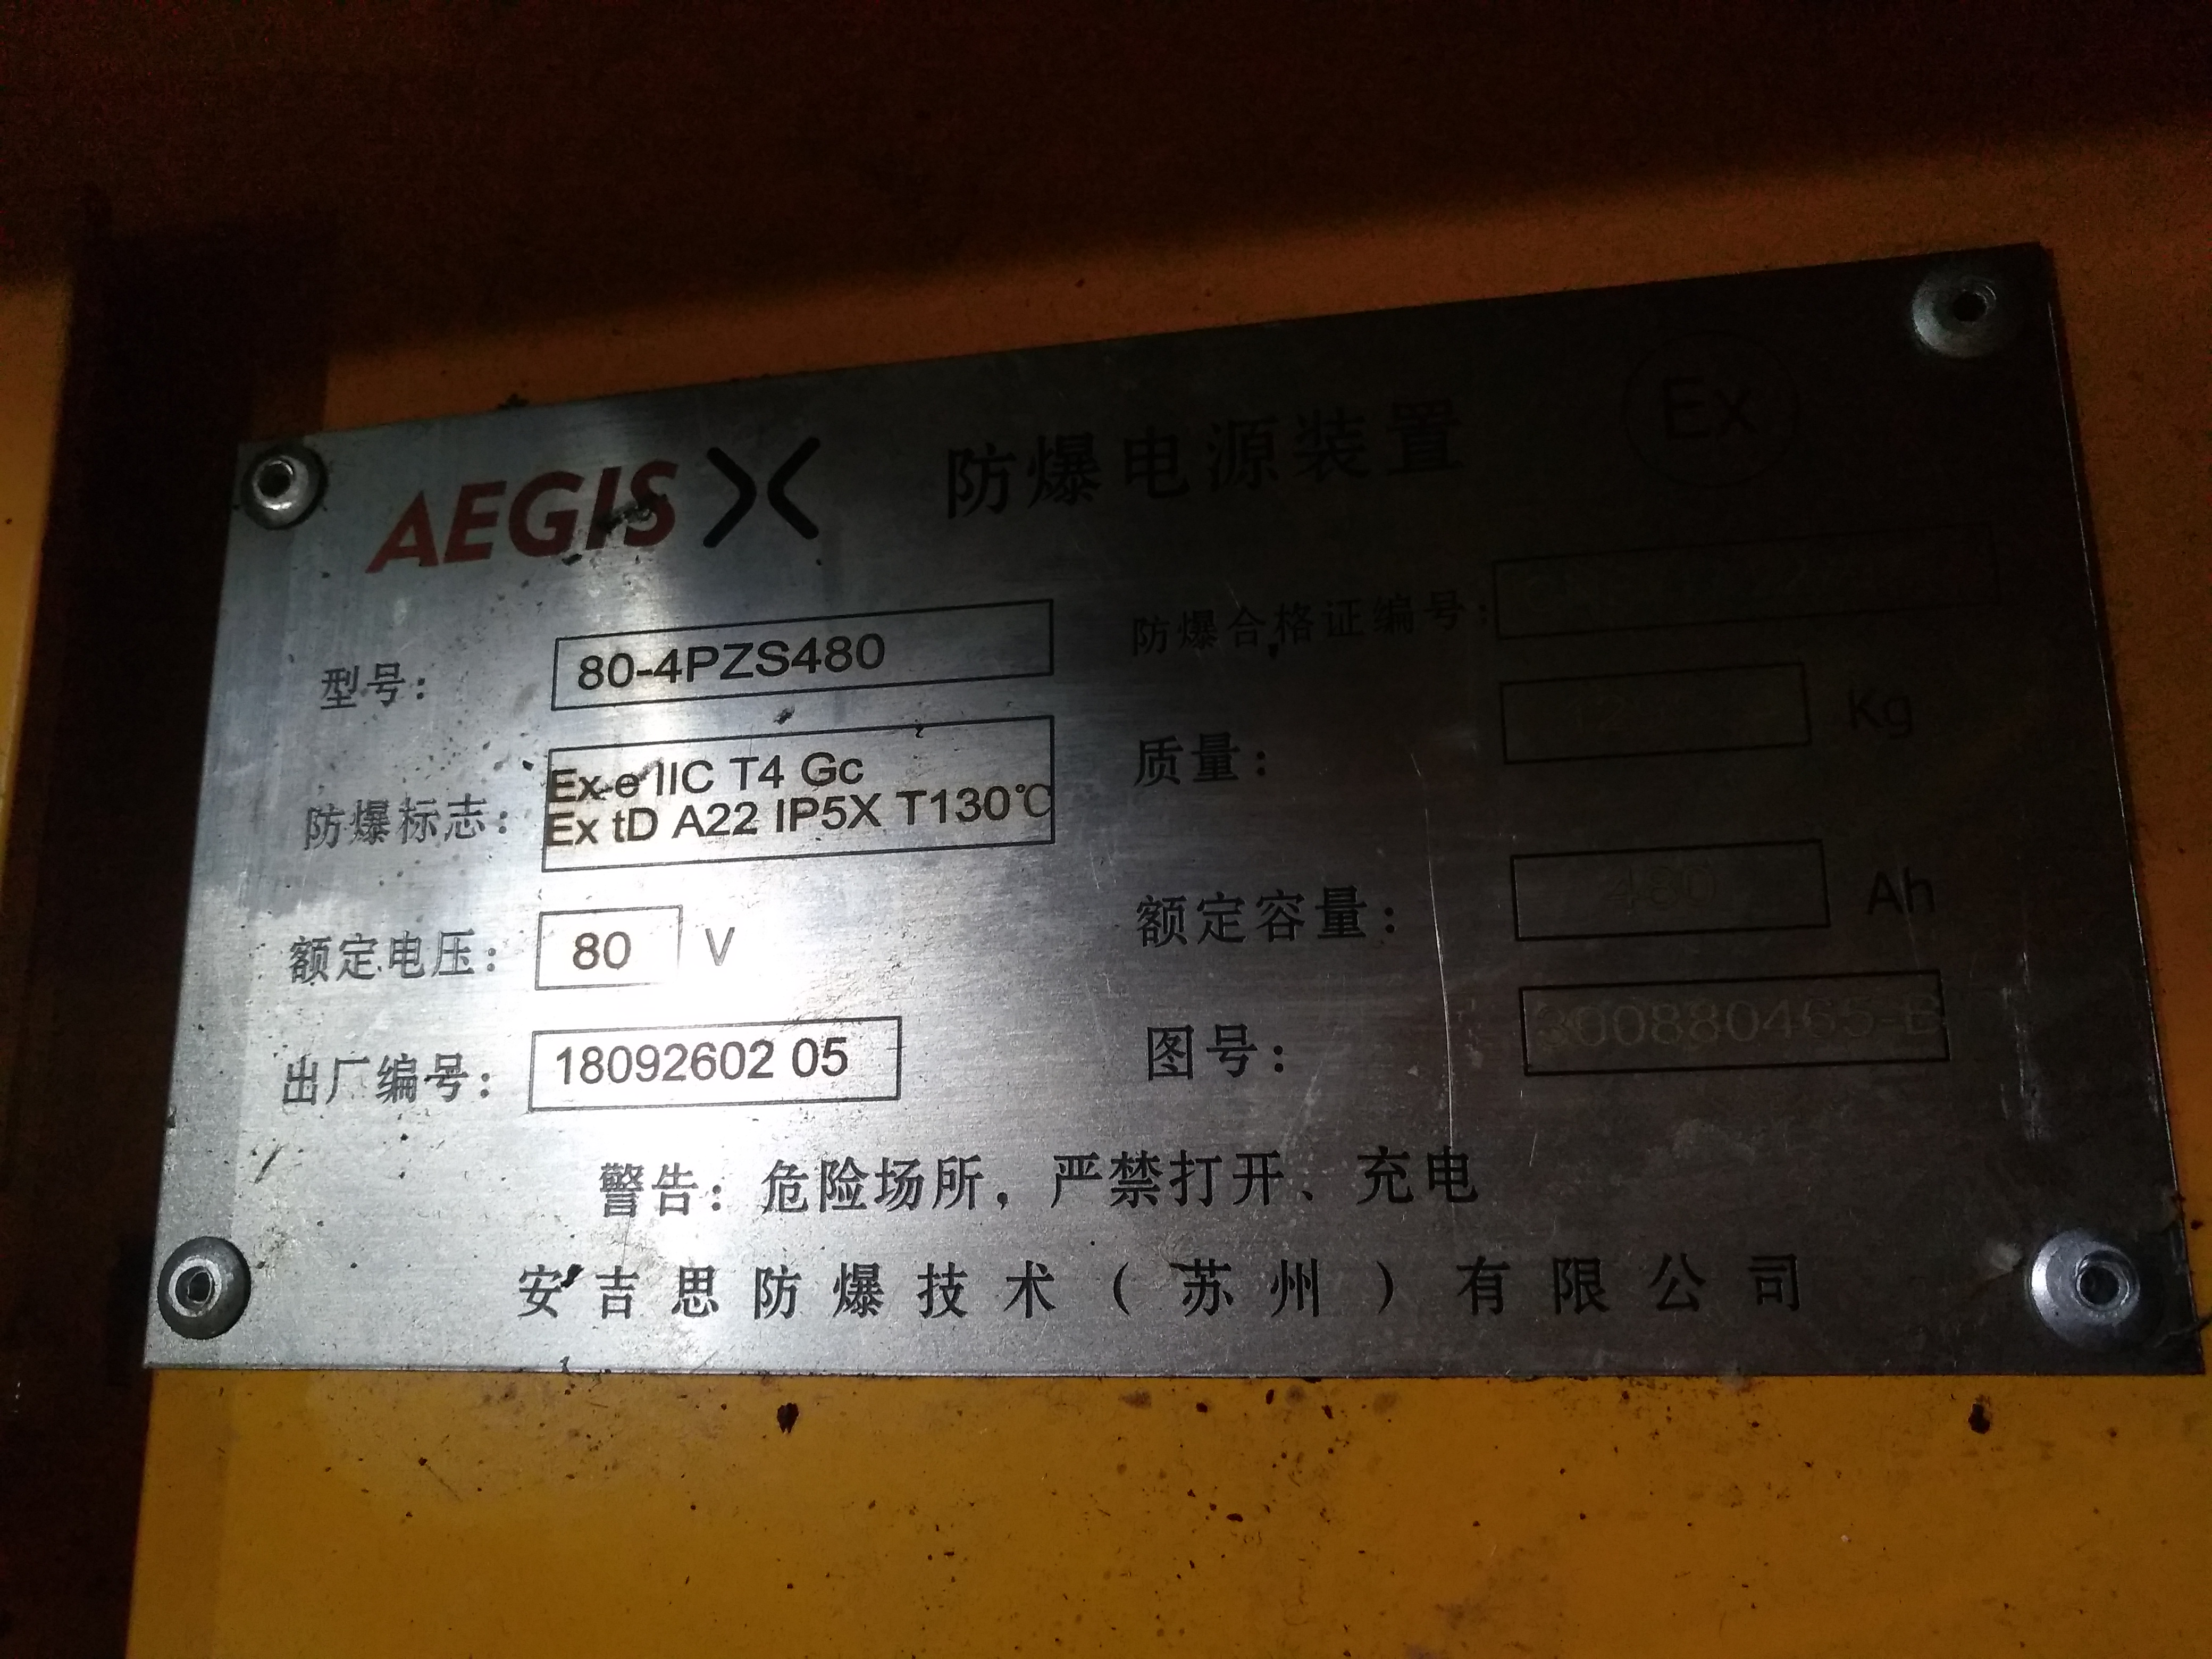 AEGIS 防爆电源装置 Ex
型号： 80-4PZS480 防爆合格证编号：
防爆标志： Ex e IIC T4 Gc
Ex tD A22 IP5X T130℃
质量： Kg
额定电压： 80 V 额定容量： 480 Ah
出厂编号： 18092602 05 图号： 300880465-B
警告：危险场所，严禁打开、充电
安吉思防爆技术（苏州）有限公司